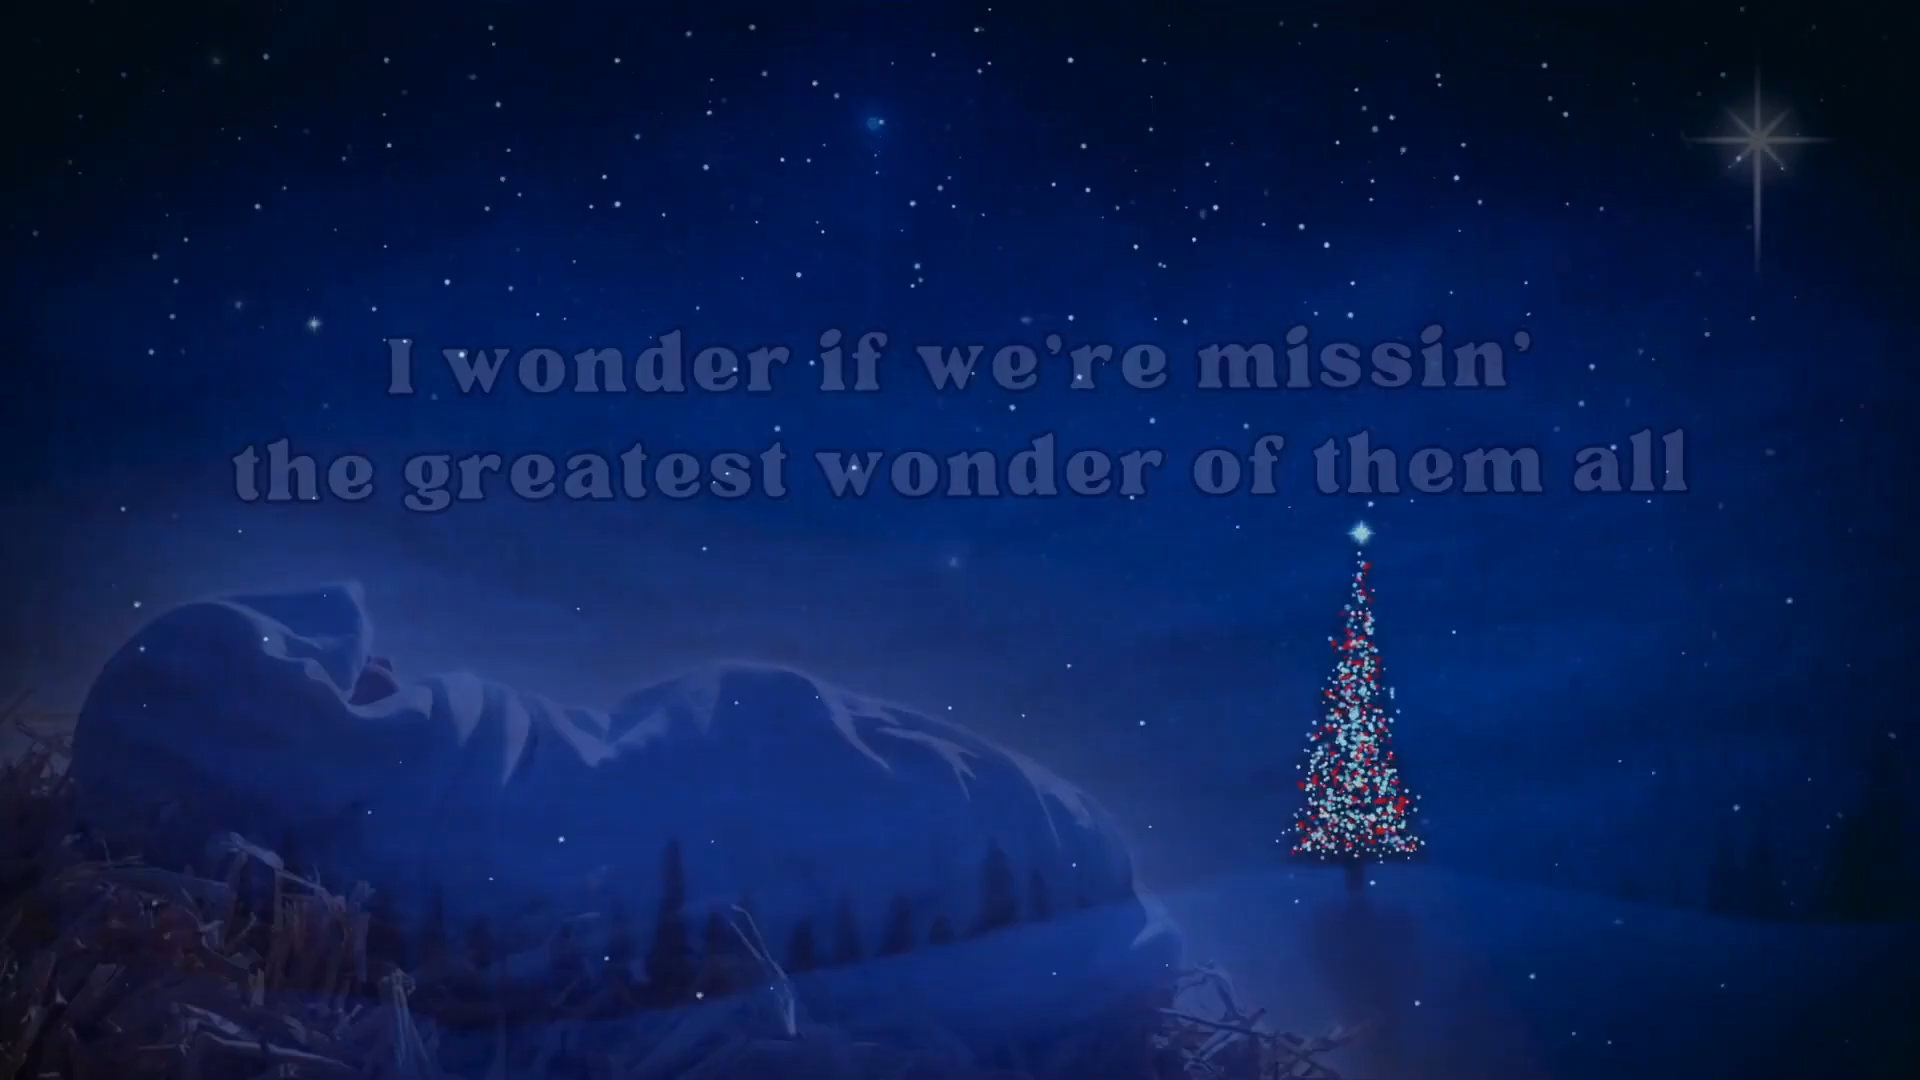 I wonder if we're missin'
the greatest wonder of them all